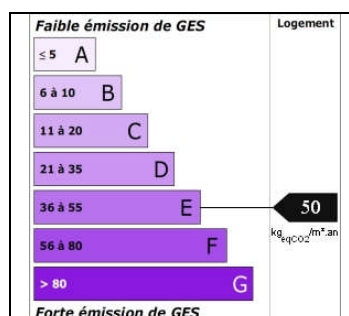 Faible émission de GES
Logement
≤ 5 A
6 à 10 B
11 à 20 C
21 à 35 D
36 à 55 E
50
kgeqCO2/m².an
56 à 80 F
> 80 G
Forte émission de GES